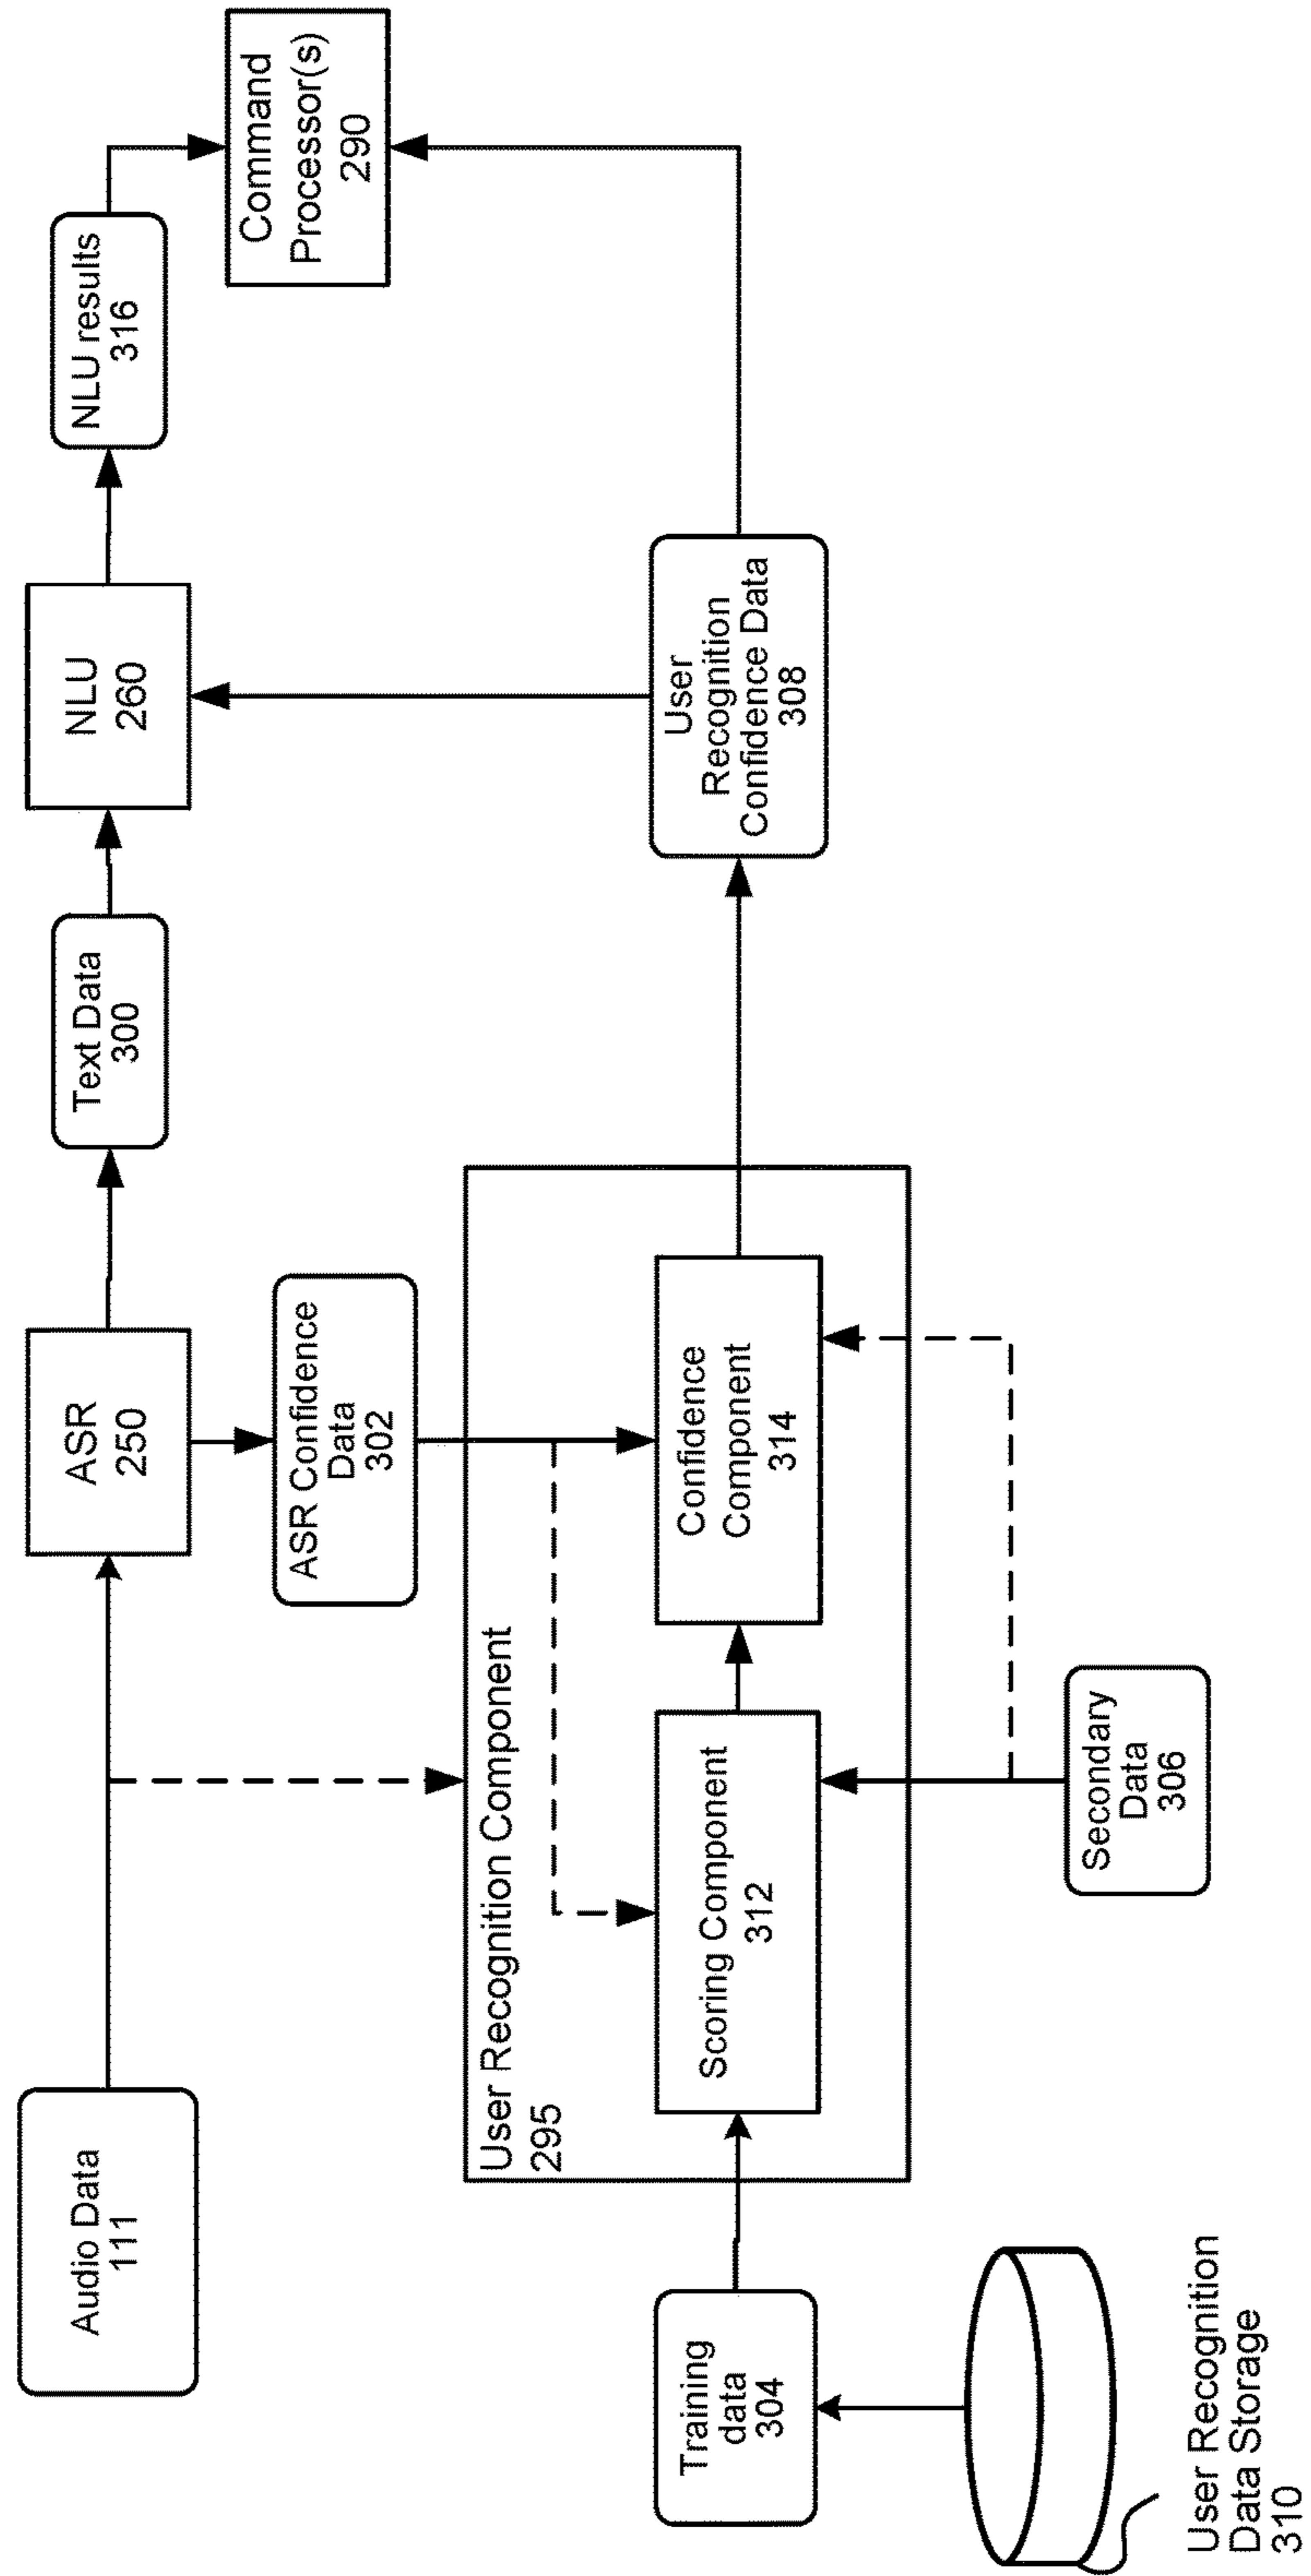 Audio Data
111
ASR
250
Text Data
300
NLU
260
NLU results
316
Command
Processor(s)
290
ASR Confidence
Data
302
User Recognition Component
295
Scoring Component
312
Confidence
Component
314
User
Recognition
Confidence Data
308
Training
data
304
Secondary
Data
306
User Recognition
Data Storage
310